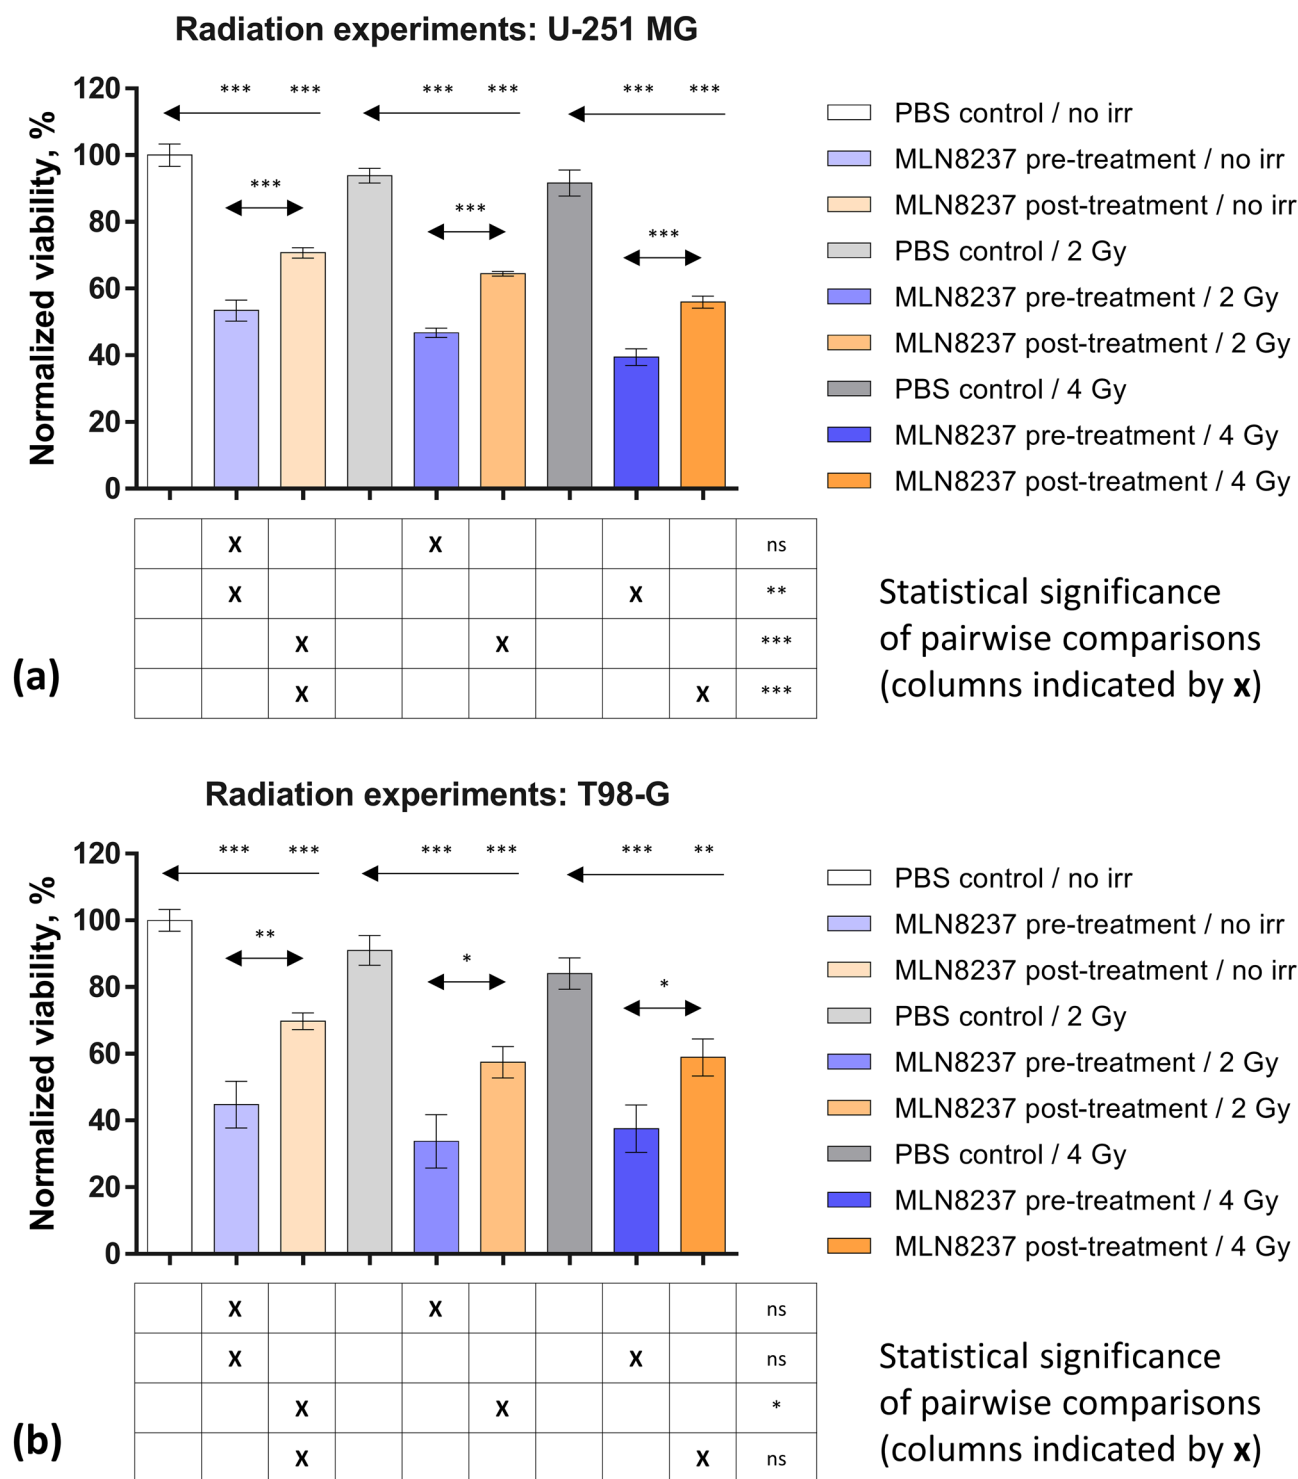 Radiation experiments: U-251 MG
Normalized viability, %
120
100
80
60
40
20
0
*** *** *** *** *** ***
***
***
***
PBS control / no irr
MLN8237 pre-treatment / no irr
MLN8237 post-treatment / no irr
PBS control / 2 Gy
MLN8237 pre-treatment / 2 Gy
MLN8237 post-treatment / 2 Gy
PBS control / 4 Gy
MLN8237 pre-treatment / 4 Gy
MLN8237 post-treatment / 4 Gy
X X ns
X X **
X X ***
X X ***
(a)
Statistical significance
of pairwise comparisons
(columns indicated by x)
Radiation experiments: T98-G
Normalized viability, %
120
100
80
60
40
20
0
*** *** *** *** *** **
**
*
*
PBS control / no irr
MLN8237 pre-treatment / no irr
MLN8237 post-treatment / no irr
PBS control / 2 Gy
MLN8237 pre-treatment / 2 Gy
MLN8237 post-treatment / 2 Gy
PBS control / 4 Gy
MLN8237 pre-treatment / 4 Gy
MLN8237 post-treatment / 4 Gy
X X ns
X X ns
X X *
X X ns
(b)
Statistical significance
of pairwise comparisons
(columns indicated by x)